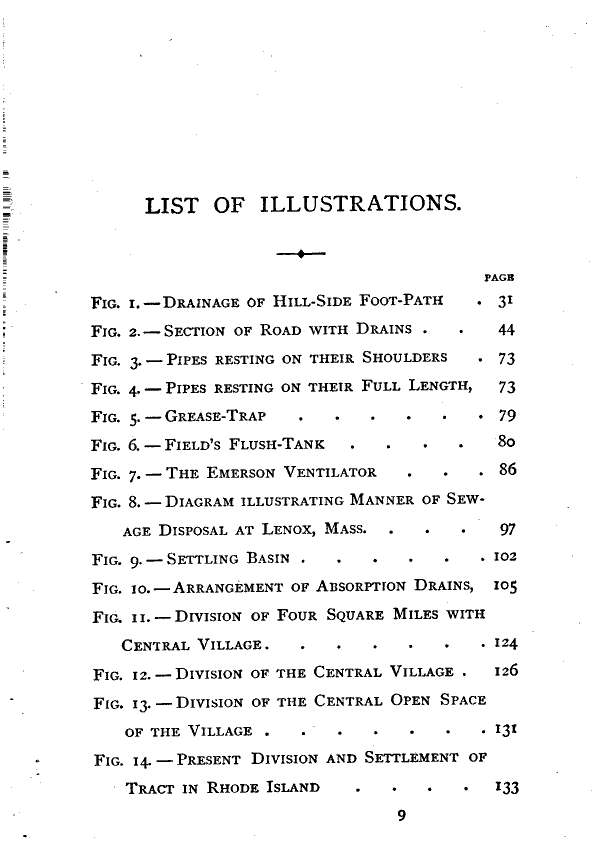 LIST OF ILLUSTRATIONS.
PAGE
FIG. 1.—DRAINAGE OF HILL-SIDE FOOT-PATH . 31
FIG. 2.—SECTION OF ROAD WITH DRAINS . . 44
FIG. 3.—PIPES RESTING ON THEIR SHOULDERS . 73
FIG. 4.—PIPES RESTING ON THEIR FULL LENGTH, 73
FIG. 5.—GREASE-TRAP . . . . . . 79
FIG. 6.—FIELD'S FLUSH-TANK . . . . 80
FIG. 7.—THE EMERSON VENTILATOR . . . 86
FIG. 8.—DIAGRAM ILLUSTRATING MANNER OF SEW-
AGE DISPOSAL AT LENOX, MASS. . . . 97
FIG. 9.—SETTLING BASIN . . . . . . 102
FIG. 10.—ARRANGEMENT OF ABSORPTION DRAINS, 105
FIG. 11.—DIVISION OF FOUR SQUARE MILES WITH
CENTRAL VILLAGE . . . . . . . 124
FIG. 12.—DIVISION OF THE CENTRAL VILLAGE . 126
FIG. 13.—DIVISION OF THE CENTRAL OPEN SPACE
OF THE VILLAGE . . . . . . . 131
FIG. 14.—PRESENT DIVISION AND SETTLEMENT OF
TRACT IN RHODE ISLAND . . . . 133
9